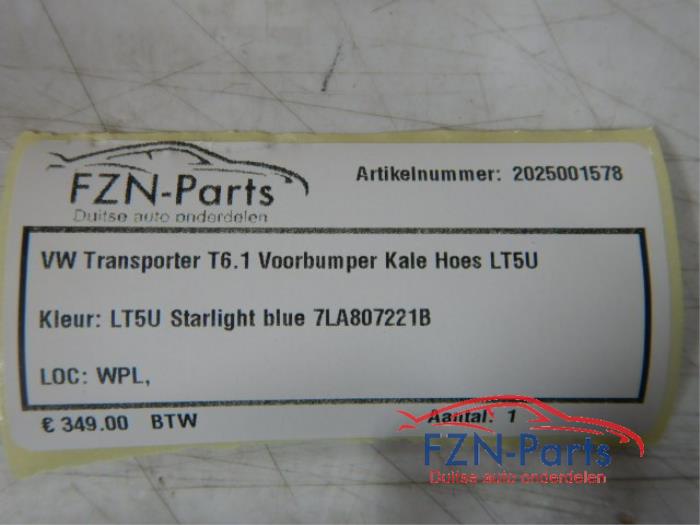 FZN-Parts
Duitse auto onderdelen
Artikelnummer: 2025001578
VW Transporter T6.1 Voorbumper Kale Hoes LT5U
Kleur: LT5U Starlight blue 7LA807221B
LOC: WPL,
€ 349.00 BTW
Aantal: 1
FZN-Parts
Duitse auto onderdelen